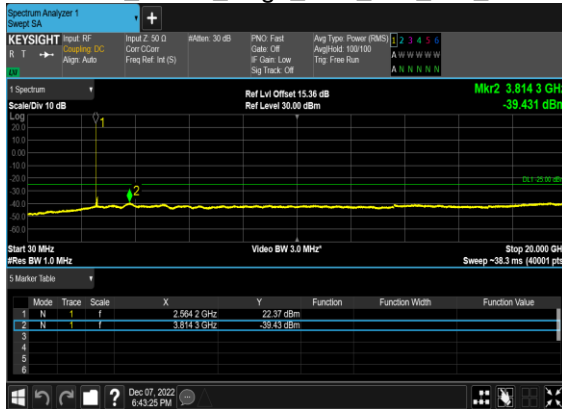 Spectrum Analyzer 1
Swept SA
+
KEYSIGHT Input: RF Input Z: 50 Ω #Atten: 30 dB PNO: Fast Avg Type: Power (RMS) 1 2 3 4 5 6
R T Coupling: DC Corr CCorr Gate: Off Avg|Hold: 100/100 A W W W W W
Align: Auto Freq Ref: Int (S) IF Gain: Low Trig: Free Run
LXI Sig Track: Off A N N N N N
1 Spectrum Ref Lvl Offset 15.36 dB Mkr2 3.814 3 GHz
Scale/Div 10 dB Ref Level 30.00 dBm -39.431 dBm
Log
20.0
10.0
0.00
-10.0
-20.0
-30.0
-40.0
-50.0
-60.0
1
2
DL1 -25.00 dBm
Start 30 MHz Video BW 3.0 MHz* Stop 20.000 GH
#Res BW 1.0 MHz Sweep ~38.3 ms (40001 pts
5 Marker Table
Mode Trace Scale X Y Function Function Width Function Value
1 N 1 f 2.564 2 GHz 22.37 dBm
2 N 1 f 3.814 3 GHz -39.43 dBm
3
4
5
6
? Dec 07, 2022
6:43:25 PM